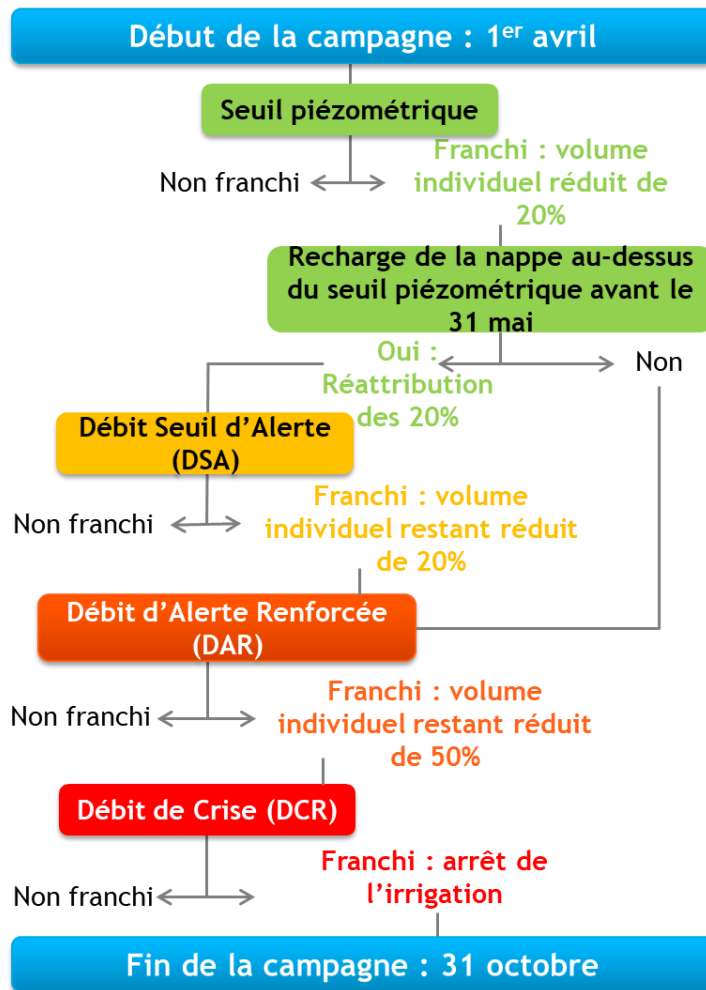 Début de la campagne : 1er avril
Seuil piézométrique
Non franchi
Franchi : volume
individuel réduit de
20%
Recharge de la nappe au-dessus
du seuil piézométrique avant le
31 mai
Oui :
Réattribution
des 20%
Non
Débit Seuil d’Alerte
(DSA)
Non franchi
Franchi : volume
individuel restant réduit
de 20%
Débit d’Alerte Renforcée
(DAR)
Non franchi
Franchi : volume
individuel restant réduit
de 50%
Débit de Crise (DCR)
Non franchi
Franchi : arrêt de
l’irrigation
Fin de la campagne : 31 octobre